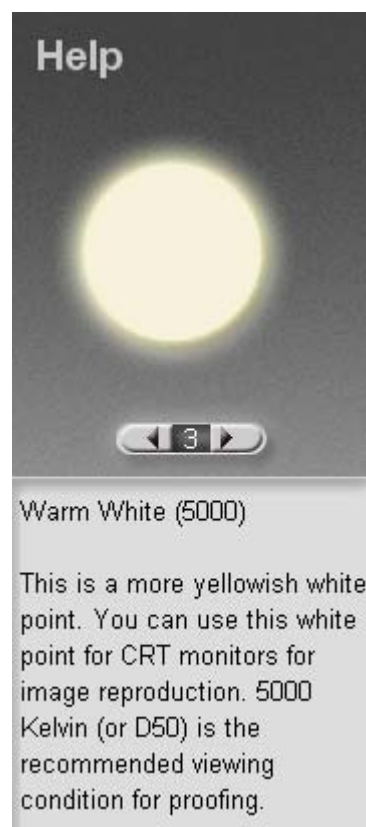 Help
3
Warm White (5000)
This is a more yellowish white
point. You can use this white
point for CRT monitors for
image reproduction. 5000
Kelvin (or D50) is the
recommended viewing
condition for proofing.